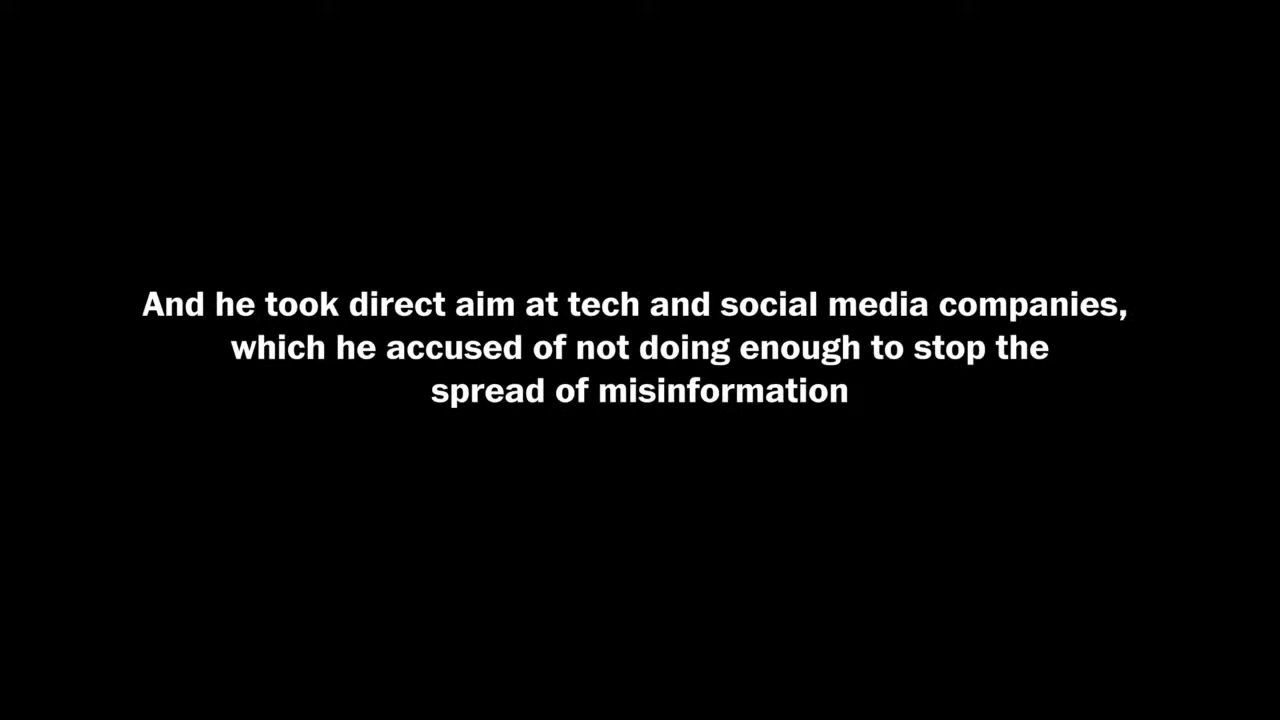 And he took direct aim at tech and social media companies,
which he accused of not doing enough to stop the
spread of misinformation